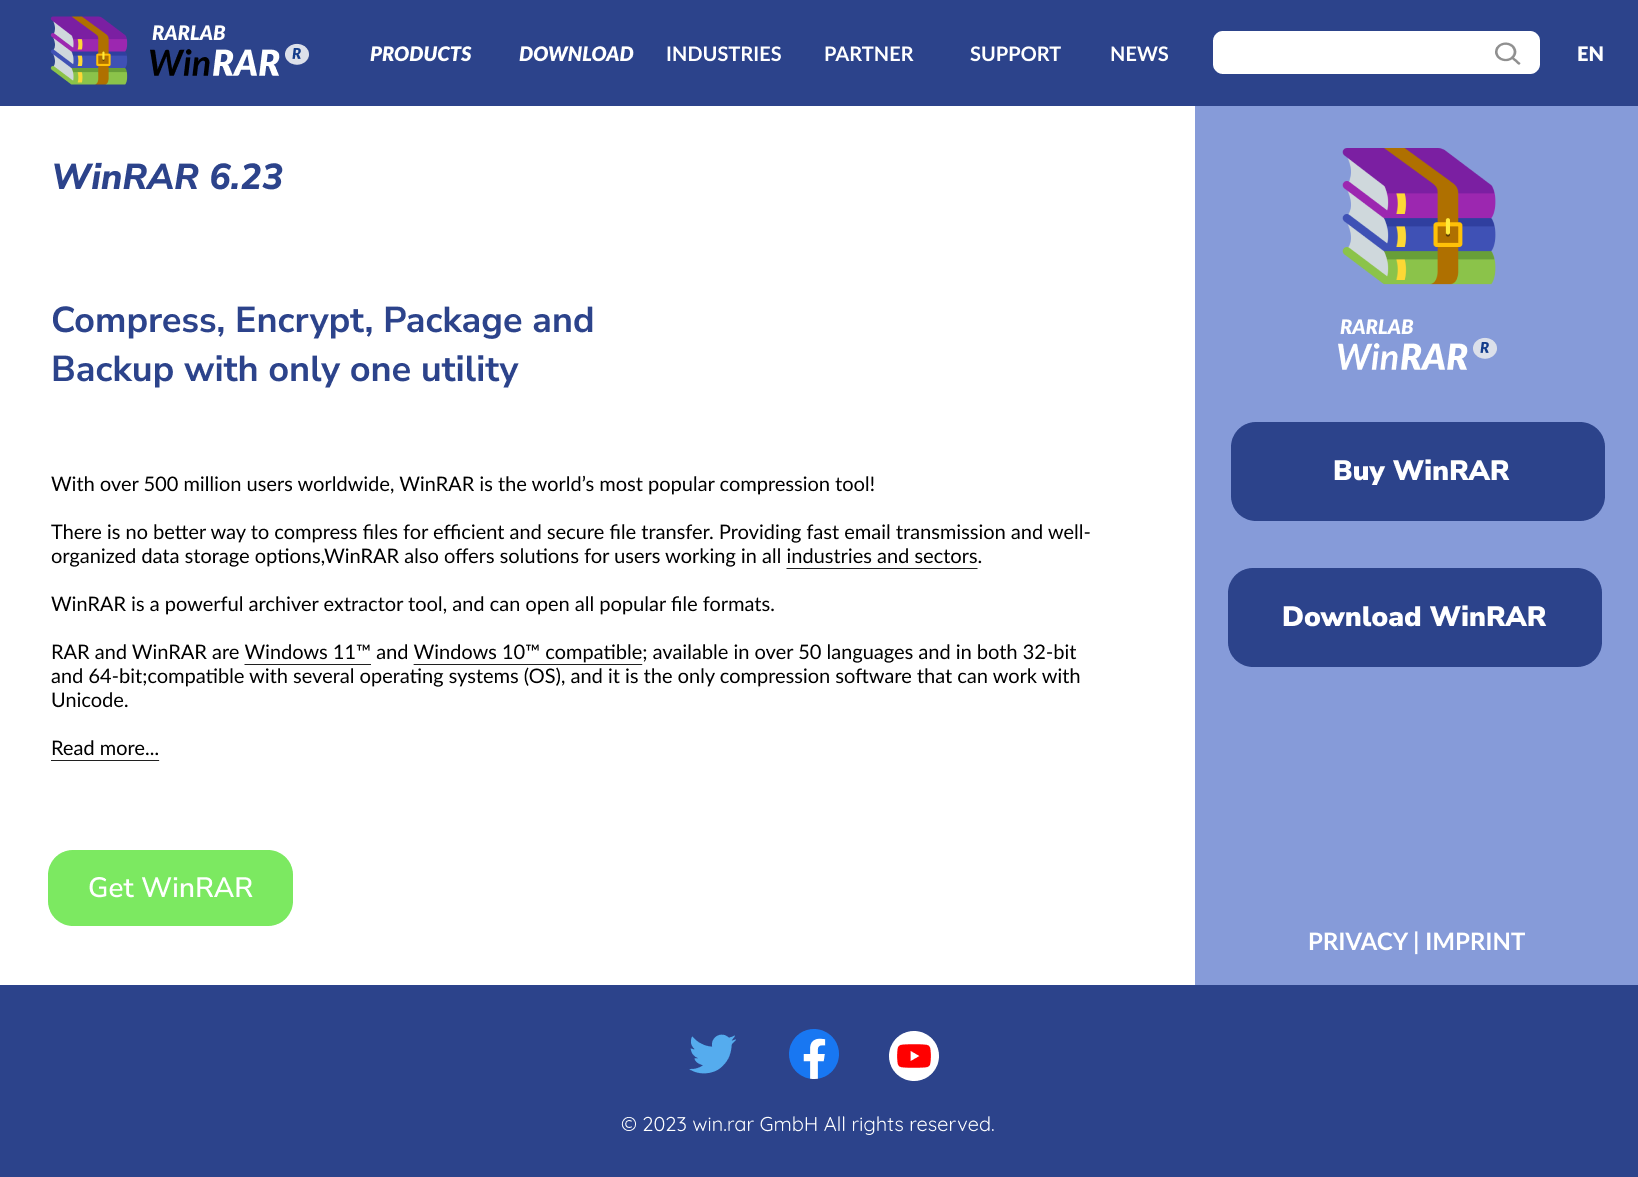 RARLAB
WinRAR R
PRODUCTS DOWNLOAD INDUSTRIES PARTNER SUPPORT NEWS EN
WinRAR 6.23
Compress, Encrypt, Package and
Backup with only one utility
With over 500 million users worldwide, WinRAR is the world’s most popular compression tool!
There is no better way to compress files for efficient and secure file transfer. Providing fast email transmission and well-
organized data storage options,WinRAR also offers solutions for users working in all industries and sectors.
WinRAR is a powerful archiver extractor tool, and can open all popular file formats.
RAR and WinRAR are Windows 11™ and Windows 10™ compatible; available in over 50 languages and in both 32-bit
and 64-bit;compatible with several operating systems (OS), and it is the only compression software that can work with
Unicode.
Read more...
Get WinRAR
RARLAB
WinRAR R
Buy WinRAR
Download WinRAR
PRIVACY | IMPRINT
© 2023 win.rar GmbH All rights reserved.